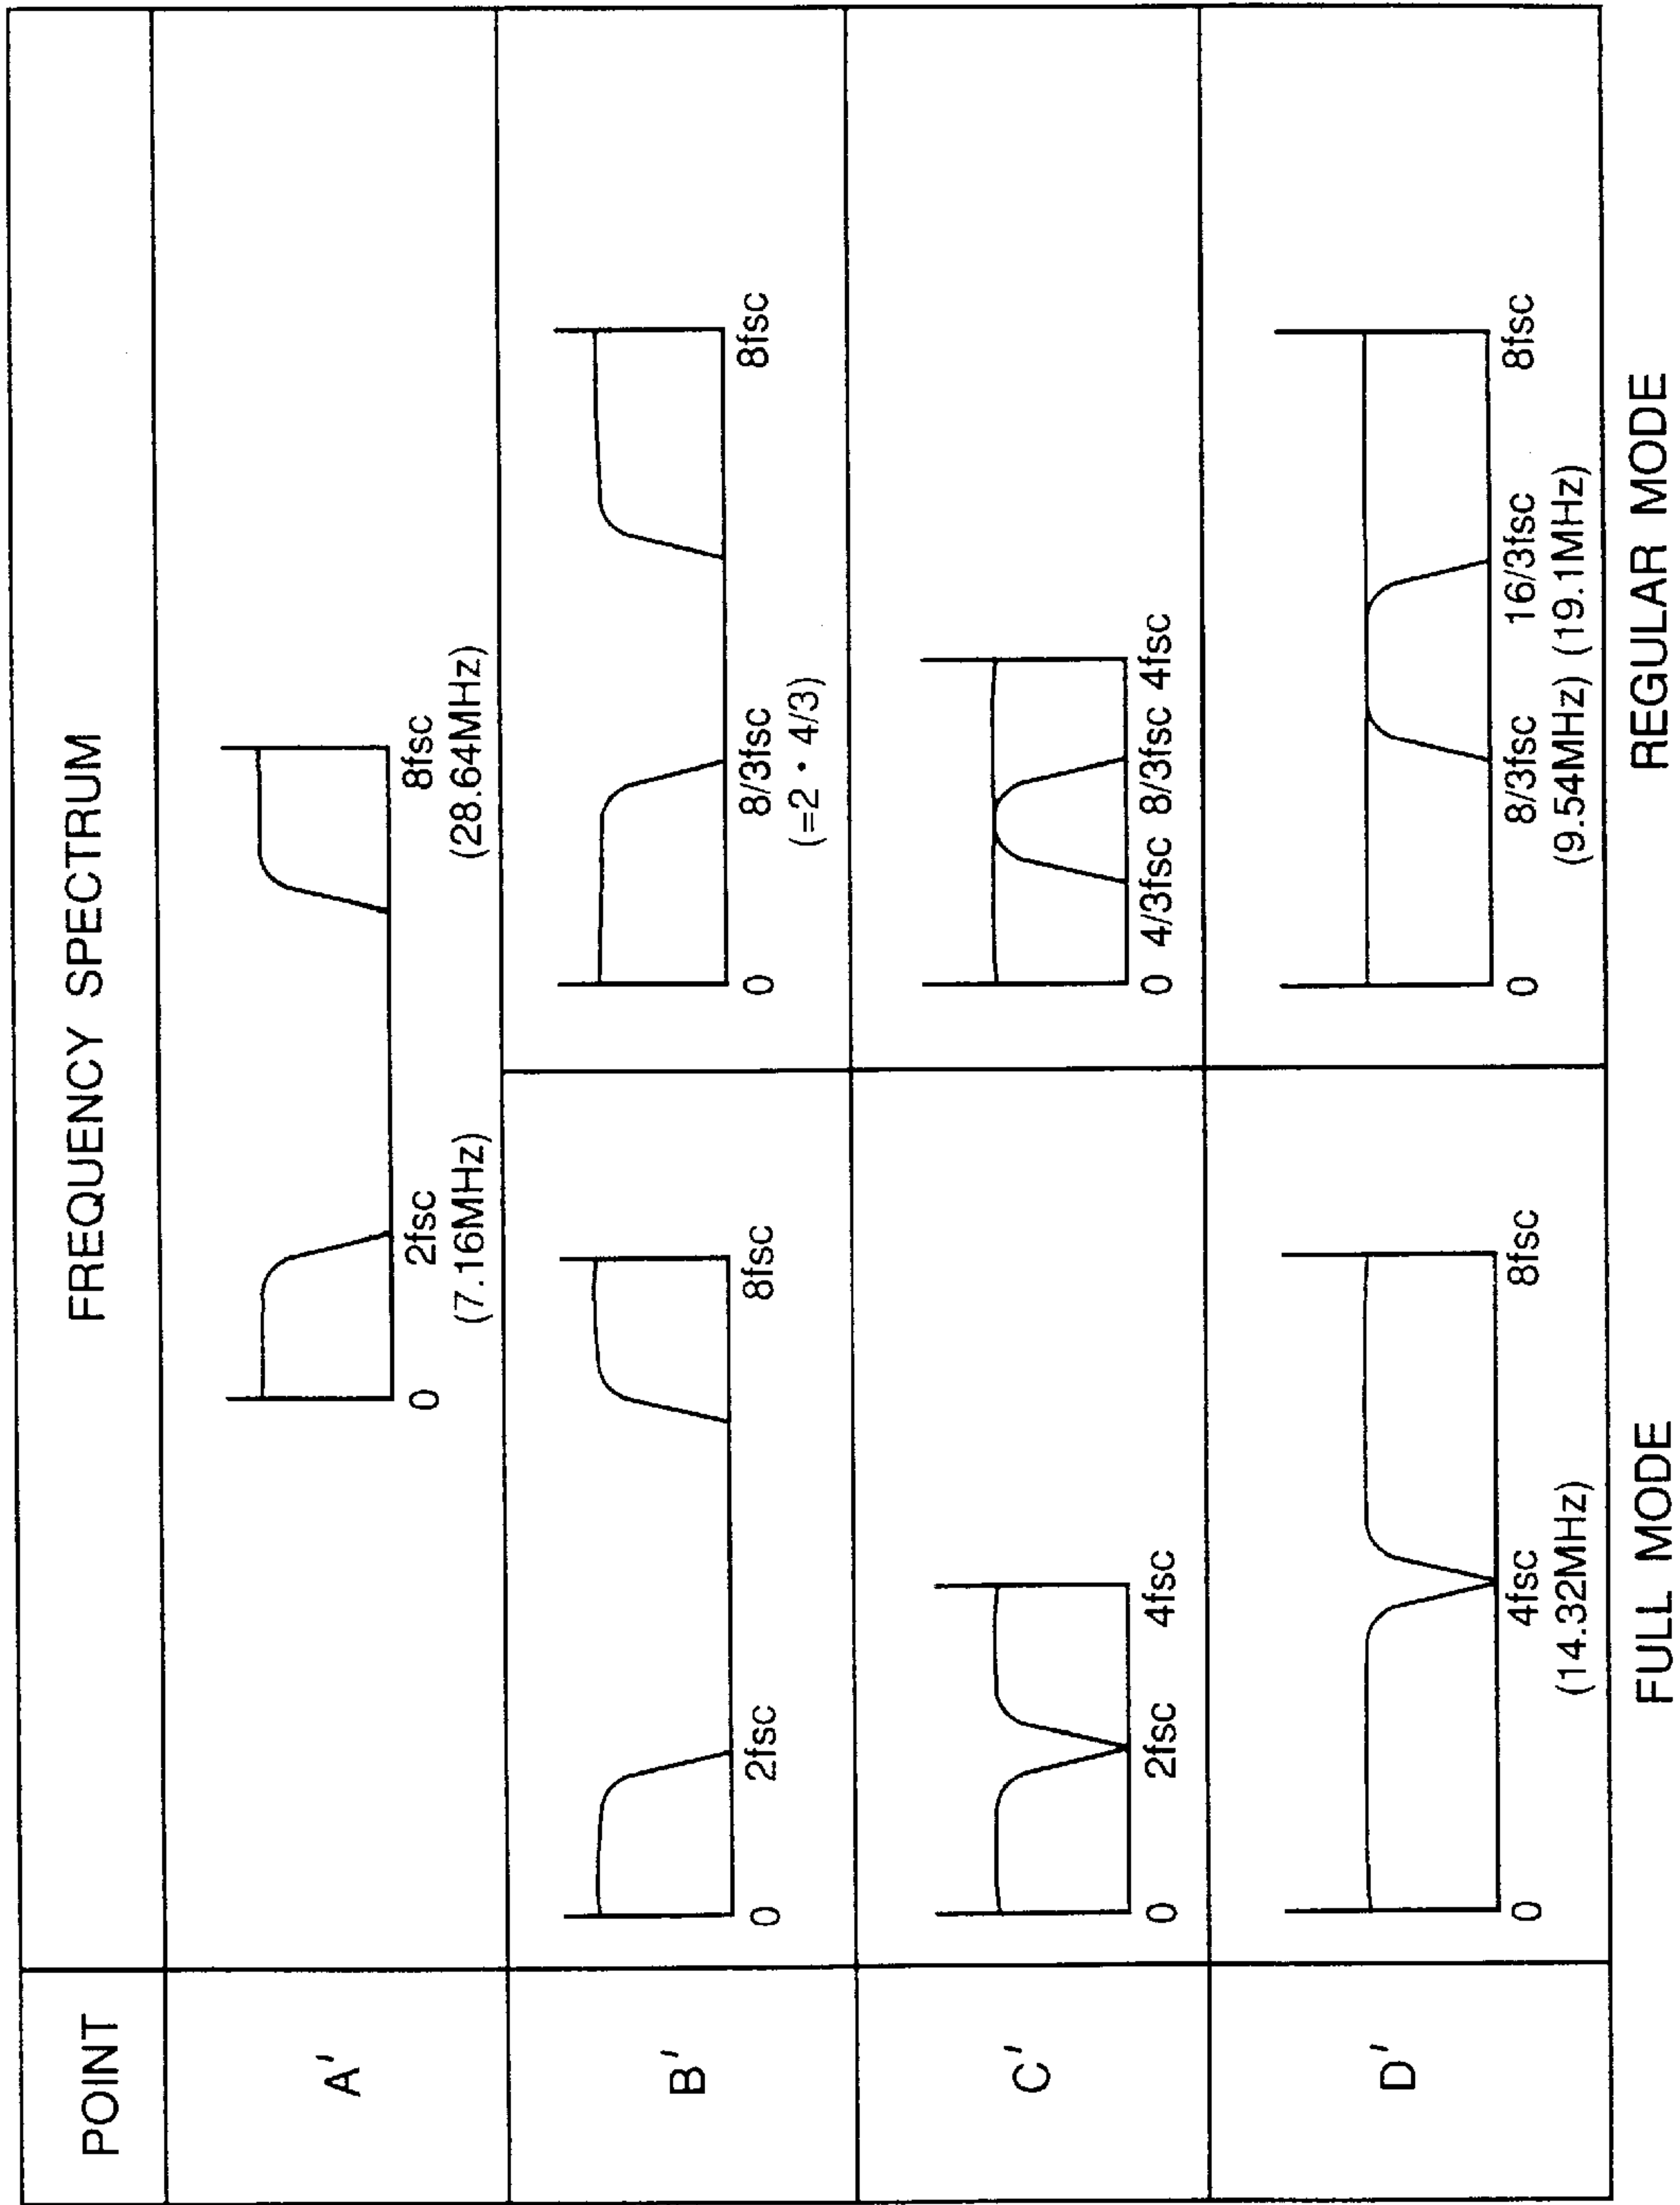 POINT
FREQUENCY SPECTRUM
A'
0
2fsc
8fsc
(7.16MHz)
(28.64MHz)
B'
0
2fsc
8fsc
0
8/3fsc
8fsc
(=2・4/3)
C'
0
2fsc
4fsc
0
4/3fsc
8/3fsc
4fsc
D'
0
4fsc
8fsc
(14.32MHz)
0
8/3fsc
16/3fsc
8fsc
(9.54MHz)
(19.1MHz)
FULL MODE
REGULAR MODE